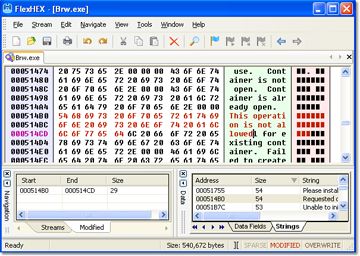 FlexHEX - [Brw.exe]
File Stream Edit Navigate View Tools Window Help
Brw.exe
00051474 20 75 73 65 2E 00 00 00 43 6F 6E 74 use. Cont
00051480 61 69 6E 65 72 20 69 73 20 6E 6F 74 ainer is not
0005148C 20 6F 70 65 6E 2E 00 00 43 6F 6E 74 open. Cont
00051498 61 69 6E 65 72 20 69 73 20 61 6C 72 ainer is alr
000514A4 65 61 64 79 20 6F 70 65 6E 2E 00 00 eady open.
000514B0 54 68 69 73 20 6F 70 65 72 61 74 69 This operati
6F 6E 20 69 73 20 6E 6F 74 20 61 6C on is not al
000514CD 6C 6F 77 65 64 20 66 6F 72 20 lowed for e
000514D4 78 69 73 74 69 6E 67 20 63 6F 6E 74 xisting cont
61 69 6E 65 72 2E 00 00 46 61 69 6C ainer. Fail
65 64 20 74 6F 20 63 72 65 61 74 65 ed to create
Navigation
Start End Size
000514B0 000514CD 29
Streams Modified
Data
Address Size String
00051755 54 Please instal
000514B0 54 Requested o
00051B7C 53 Unable to ini
Data Fields Strings
Ready Size: 540,672 bytes SPARSE MODIFIED OVERWRITE